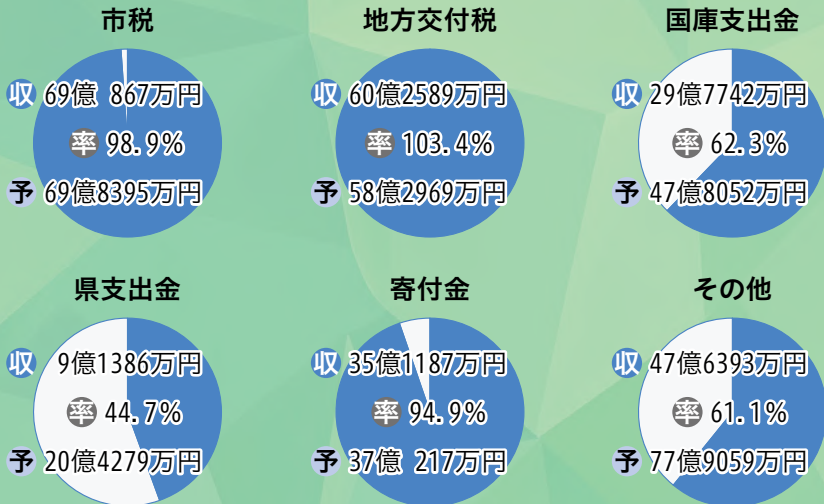 市税
収 69億 867万円
率 98.9%
予 69億8395万円
地方交付税
収 60億2589万円
率 103.4%
予 58億2969万円
国庫支出金
収 29億7742万円
率 62.3%
予 47億8052万円
県支出金
収 9億1386万円
率 44.7%
予 20億4279万円
寄付金
収 35億1187万円
率 94.9%
予 37億 217万円
その他
収 47億6393万円
率 61.1%
予 77億9059万円